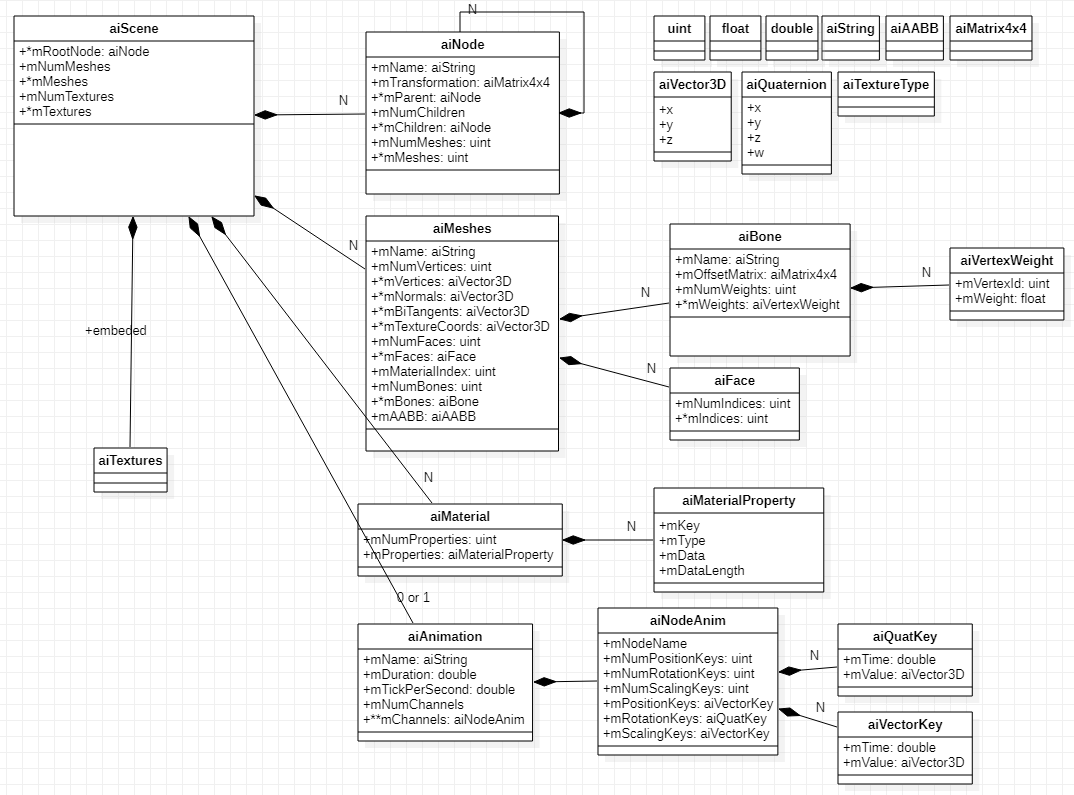 aiScene
+*mRootNode: aiNode
+mNumMeshes
+*mMeshes
+mNumTextures
+*mTextures
N
N
aiNode
+mName: aiString
+mTransformation: aiMatrix4x4
+*mParent: aiNode
+mNumChildren
+*mChildren: aiNode
+mNumMeshes: uint
+*mMeshes: uint
uint
float
double
aiString
aiAABB
aiMatrix4x4
aiVector3D
+x
+y
+z
aiQuaternion
+x
+y
+z
+w
aiTextureType
N
aiMeshes
+mName: aiString
+mNumVertices: uint
+*mVertices: aiVector3D
+*mNormals: aiVector3D
+*mBiTangents: aiVector3D
+*mTextureCoords: aiVector3D
+mNumFaces: uint
+*mFaces: aiFace
+mMaterialIndex: uint
+mNumBones: uint
+*mBones: aiBone
+mAABB: aiAABB
N
aiBone
+mName: aiString
+mOffsetMatrix: aiMatrix4x4
+mNumWeights: uint
+*mWeights: aiVertexWeight
N
aiVertexWeight
+mVertexId: uint
+mWeight: float
N
aiFace
+mNumIndices: uint
+*mIndices: uint
+embeded
aiTextures
N
aiMaterial
+mNumProperties: uint
+mProperties: aiMaterialProperty
N
aiMaterialProperty
+mKey
+mType
+mData
+mDataLength
0 or 1
aiAnimation
+mName: aiString
+mDuration: double
+mTickPerSecond: double
+mNumChannels
+**mChannels: aiNodeAnim
aiNodeAnim
+mNodeName
+mNumPositionKeys: uint
+mNumRotationKeys: uint
+mNumScalingKeys: uint
+mPositionKeys: aiVectorKey
+mRotationKeys: aiQuatKey
+mScalingKeys: aiVectorKey
N
aiQuatKey
+mTime: double
+mValue: aiVector3D
N
aiVectorKey
+mTime: double
+mValue: aiVector3D